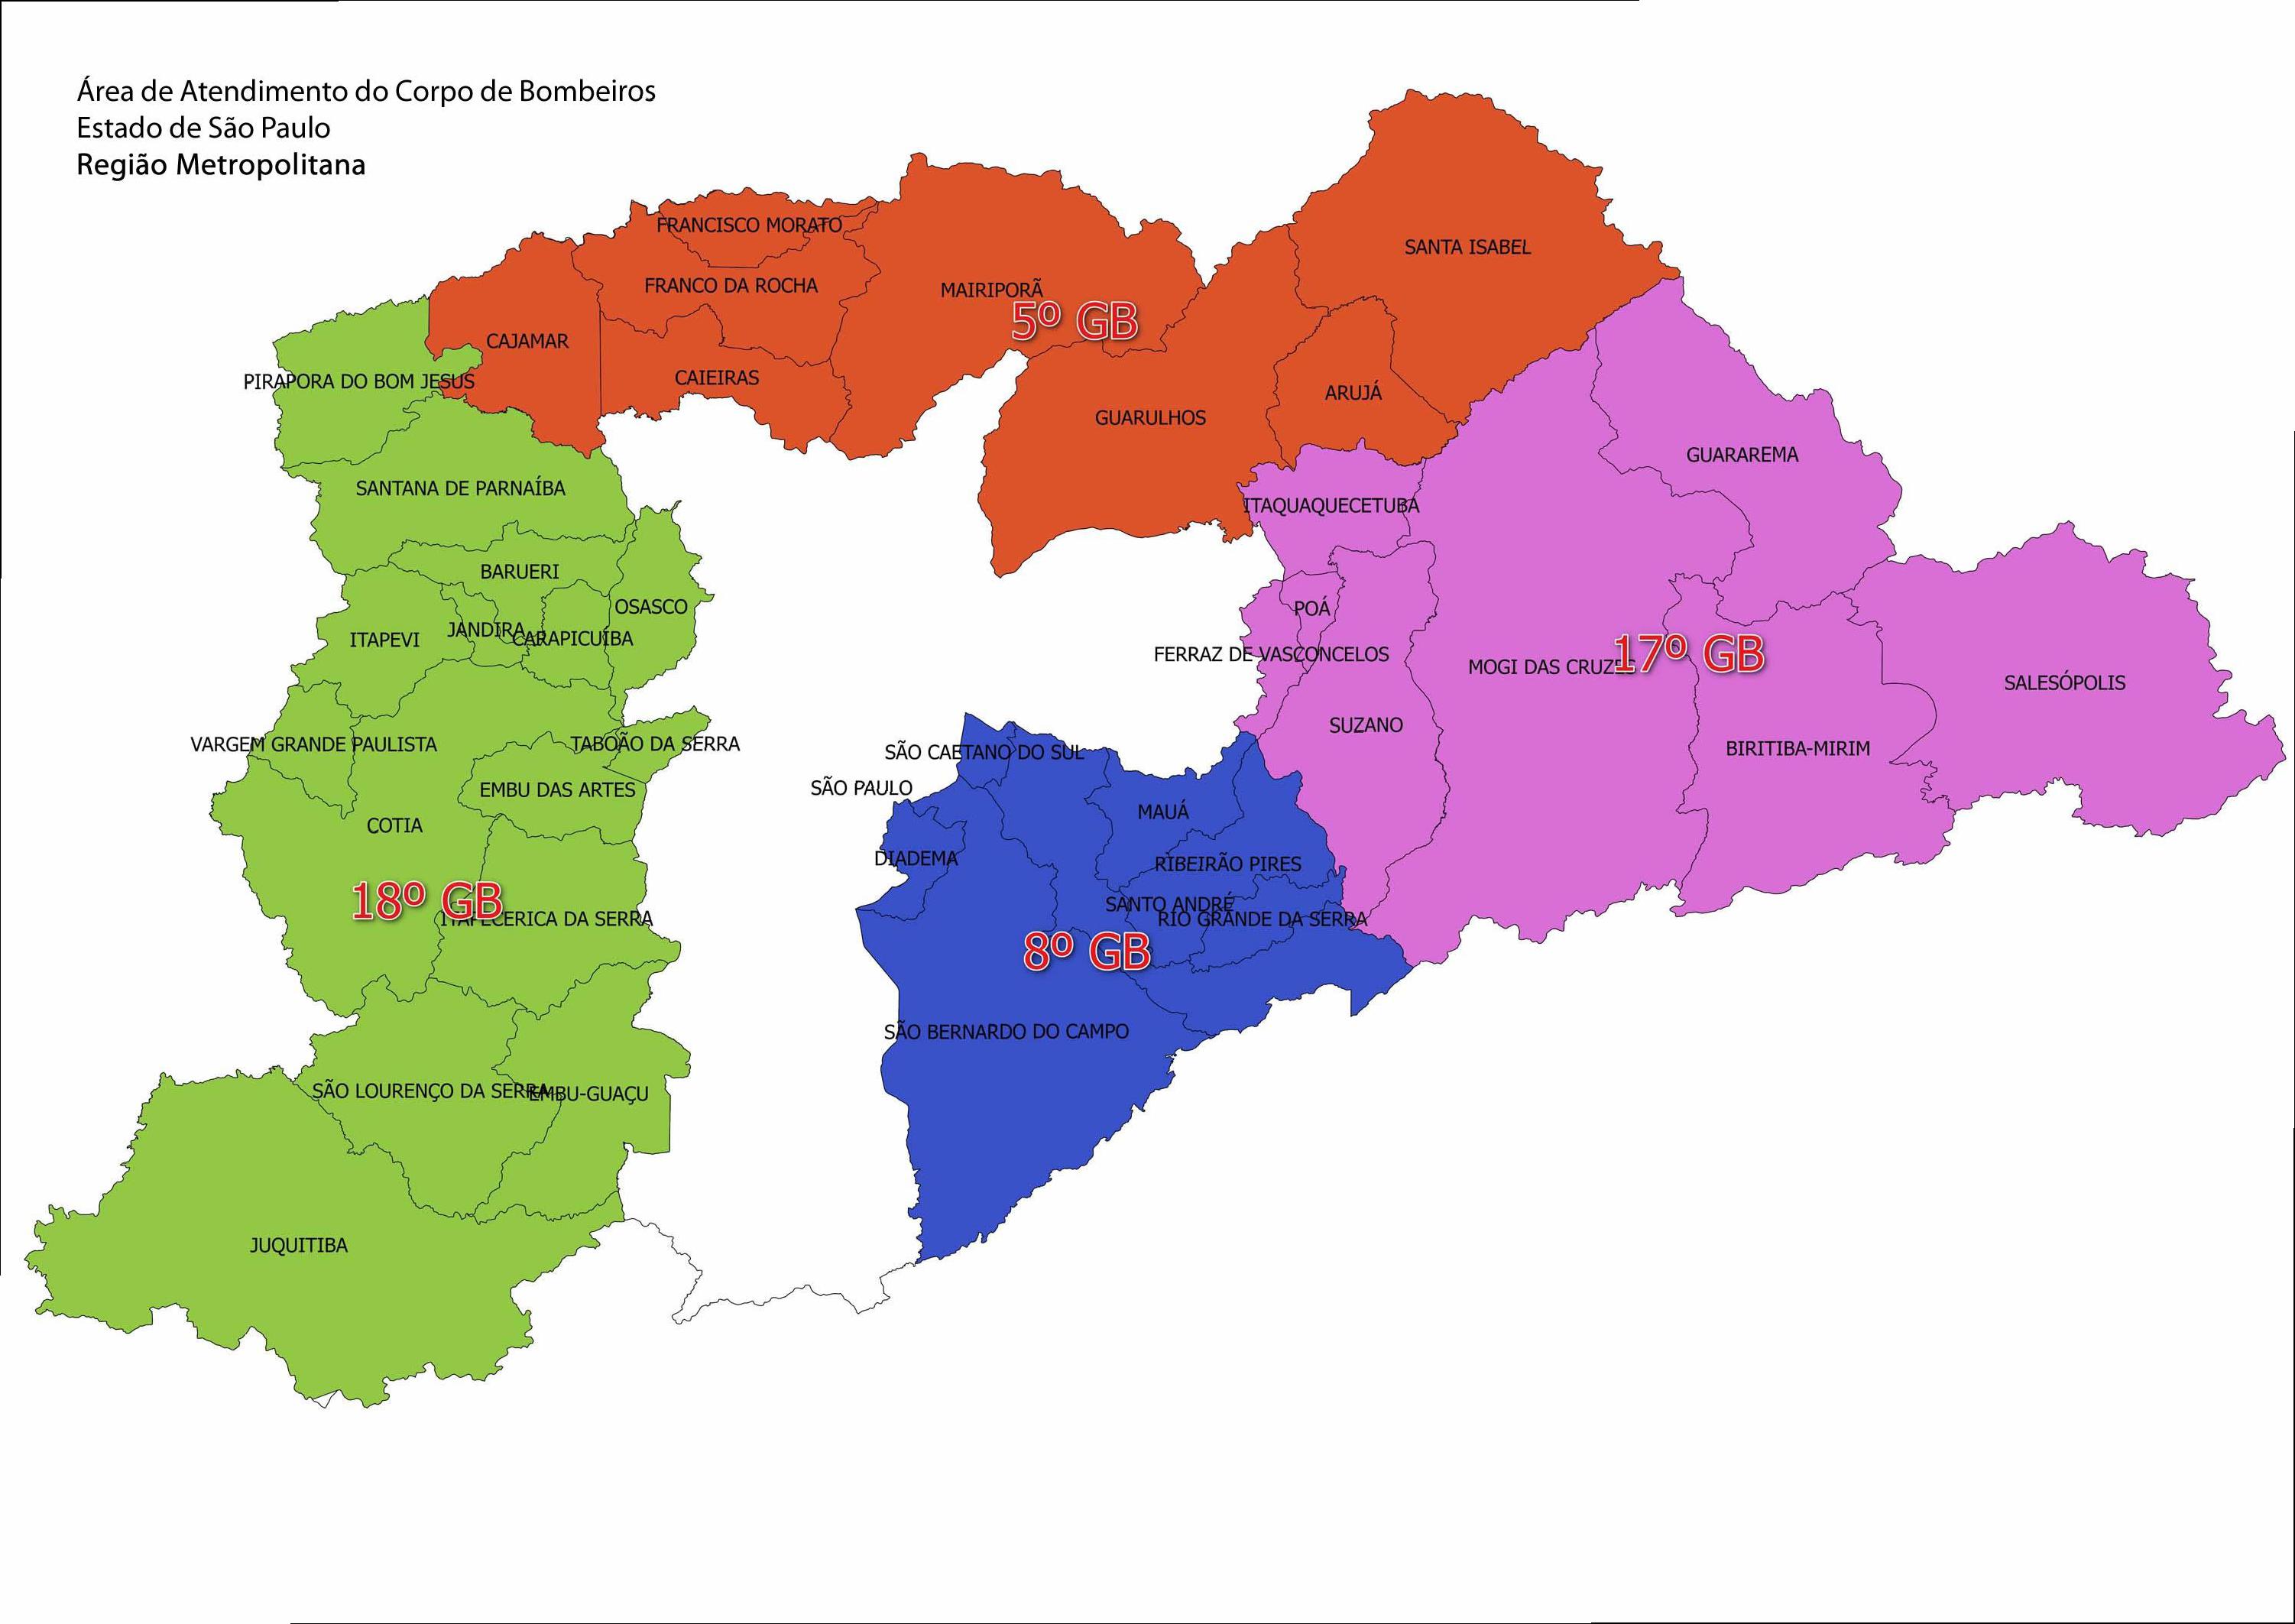 Área de Atendimento do Corpo de Bombeiros
Estado de São Paulo
Região Metropolitana
FRANCISCO MORATO
SANTA ISABEL
FRANCO DA ROCHA
MAIRIPORÃ
5º GB
CAJAMAR
CAIEIRAS
PIRAPORA DO BOM JESUS
ARUJÁ
GUARULHOS
GUARAREMA
SANTANA DE PARNAÍBA
ITAQUAQUECETUBA
BARUERI
OSASCO
POÁ
JANDIRA
ITAPEVI
CARAPICUÍBA
FERRAZ DE VASCONCELOS
MOGI DAS CRUZES
17º GB
SALESÓPOLIS
SUZANO
VARGEM GRANDE PAULISTA
TABOÃO DA SERRA
SÃO CAETANO DO SUL
BIRITIBA-MIRIM
EMBU DAS ARTES
SÃO PAULO
MAUÁ
COTIA
DIADEMA
RIBEIRÃO PIRES
18º GB
SANTO ANDRÉ
ITAPECERICA DA SERRA
RIO GRANDE DA SERRA
8º GB
SÃO BERNARDO DO CAMPO
SÃO LOURENÇO DA SERRA
EMBU-GUAÇU
JUQUITIBA